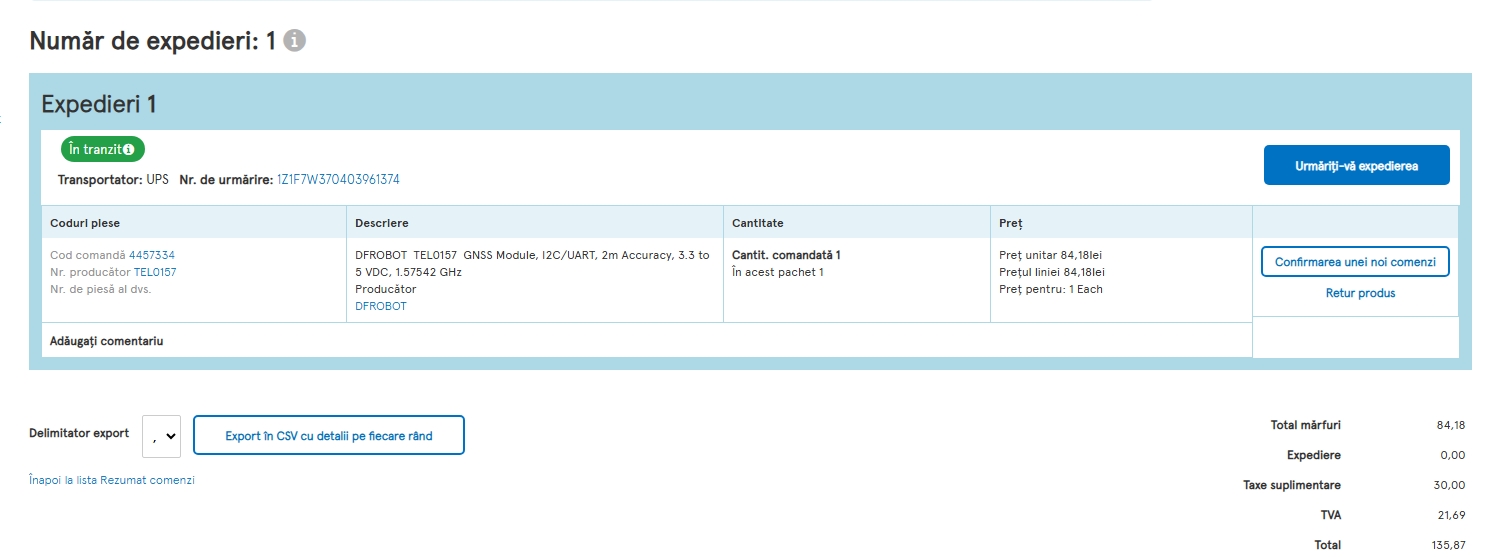 Număr de expedieri: 1
Expedieri 1
În tranzit
Transportator: UPS Nr. de urmărire: 1Z1F7W370403961374
Urmăriți-vă expedierea
Coduri piese
Descriere
Cantitate
Preț
Cod comandă 4457334
Nr. producător TEL0157
Nr. de piesă al dvs.
DFROBOT TEL0157 GNSS Module, I2C/UART, 2m Accuracy, 3.3 to
5 VDC, 1.57542 GHz
Producător
DFROBOT
Cantit. comandată 1
În acest pachet 1
Preț unitar 84,18lei
Prețul liniei 84,18lei
Preț pentru: 1 Each
Confirmarea unei noi comenzi
Retur produs
Adăugați comentariu
Delimitator export
,
Export în CSV cu detalii pe fiecare rând
Înapoi la lista Rezumat comenzi
Total mărfuri 84,18
Expediere 0,00
Taxe suplimentare 30,00
TVA 21,69
Total 135,87